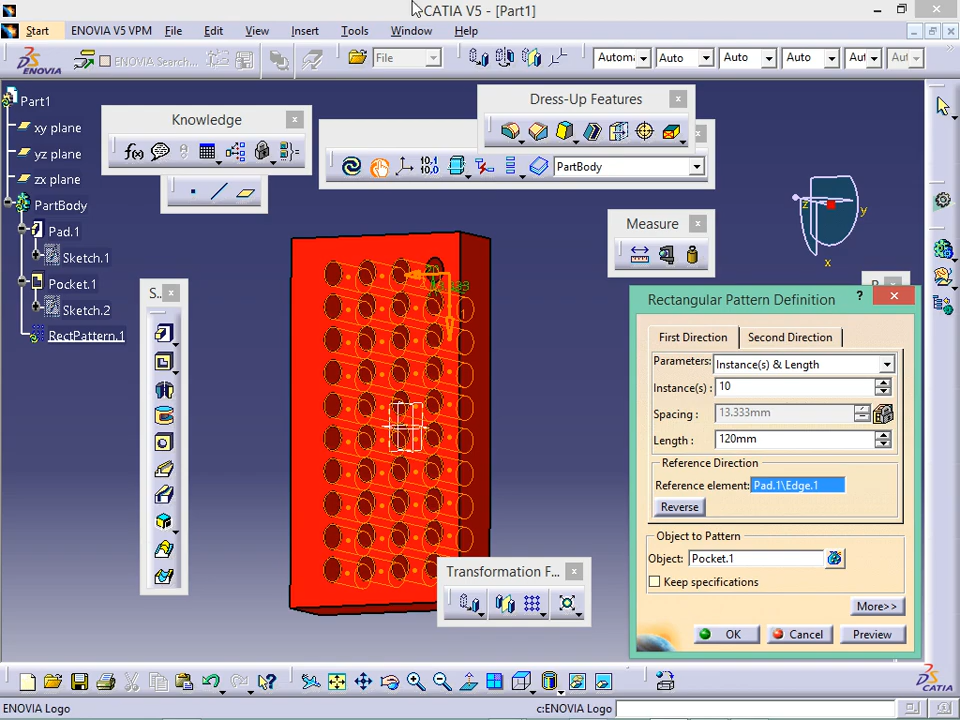 CATIA V5 - [Part1]
Start ENOVIA V5 VPM File Edit View Insert Tools Window Help
ENOVIA
ENOVIA Search...
File
Auto Auto Auto
Part1
xy plane
yz plane
zx plane
PartBody
Pad.1
Sketch.1
Pocket.1
Sketch.2
RectPattern.1
Knowledge
f(x)
Dress-Up Features
10.1
10.0
PartBody
Measure
z
y
x
S...
Transformation F...
Rectangular Pattern Definition
?
First Direction Second Direction
Parameters: Instance(s) & Length
Instance(s) : 10
Spacing : 13.333mm
Length : 120mm
Reference Direction
Reference element: Pad.1\Edge.1
Reverse
Object to Pattern
Object: Pocket.1
Keep specifications
More>>
OK Cancel Preview
CATIA
ENOVIA Logo c:ENOVIA Logo